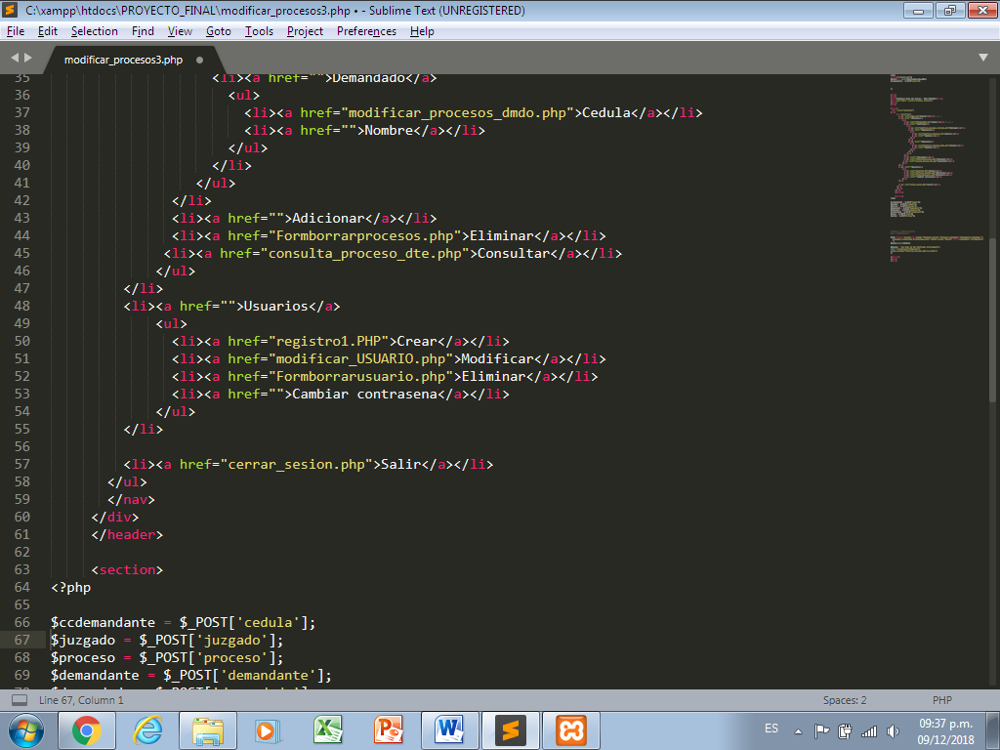 C:\xampp\htdocs\PROYECTO_FINAL\modificar_procesos3.php • - Sublime Text (UNREGISTERED)
File Edit Selection Find View Goto Tools Project Preferences Help
modificar_procesos3.php
35 <li><a href="">Demandado</a>
36 <ul>
37 <li><a href="modificar_procesos_dmdo.php">Cedula</a></li>
38 <li><a href="">Nombre</a></li>
39 </ul>
40 </li>
41 </ul>
42 </li>
43 <li><a href="">Adicionar</a></li>
44 <li><a href="Formborrarprocesos.php">Eliminar</a></li>
45 <li><a href="consulta_proceso_dte.php">Consultar</a></li>
46 </ul>
47 </li>
48 <li><a href="">Usuarios</a>
49 <ul>
50 <li><a href="registro1.PHP">Crear</a></li>
51 <li><a href="modificar_USUARIO.php">Modificar</a></li>
52 <li><a href="Formborrarusuario.php">Eliminar</a></li>
53 <li><a href="">Cambiar contrasena</a></li>
54 </ul>
55 </li>
56
57 <li><a href="cerrar_sesion.php">Salir</a></li>
58 </ul>
59 </nav>
60 </div>
61 </header>
62
63 <section>
64 <?php
65
66 $ccdemandante = $_POST['cedula'];
67 $juzgado = $_POST['juzgado'];
68 $proceso = $_POST['proceso'];
69 $demandante = $_POST['demandante'];
Line 67, Column 1 Spaces: 2 PHP
ES 09:37 p.m.
09/12/2018